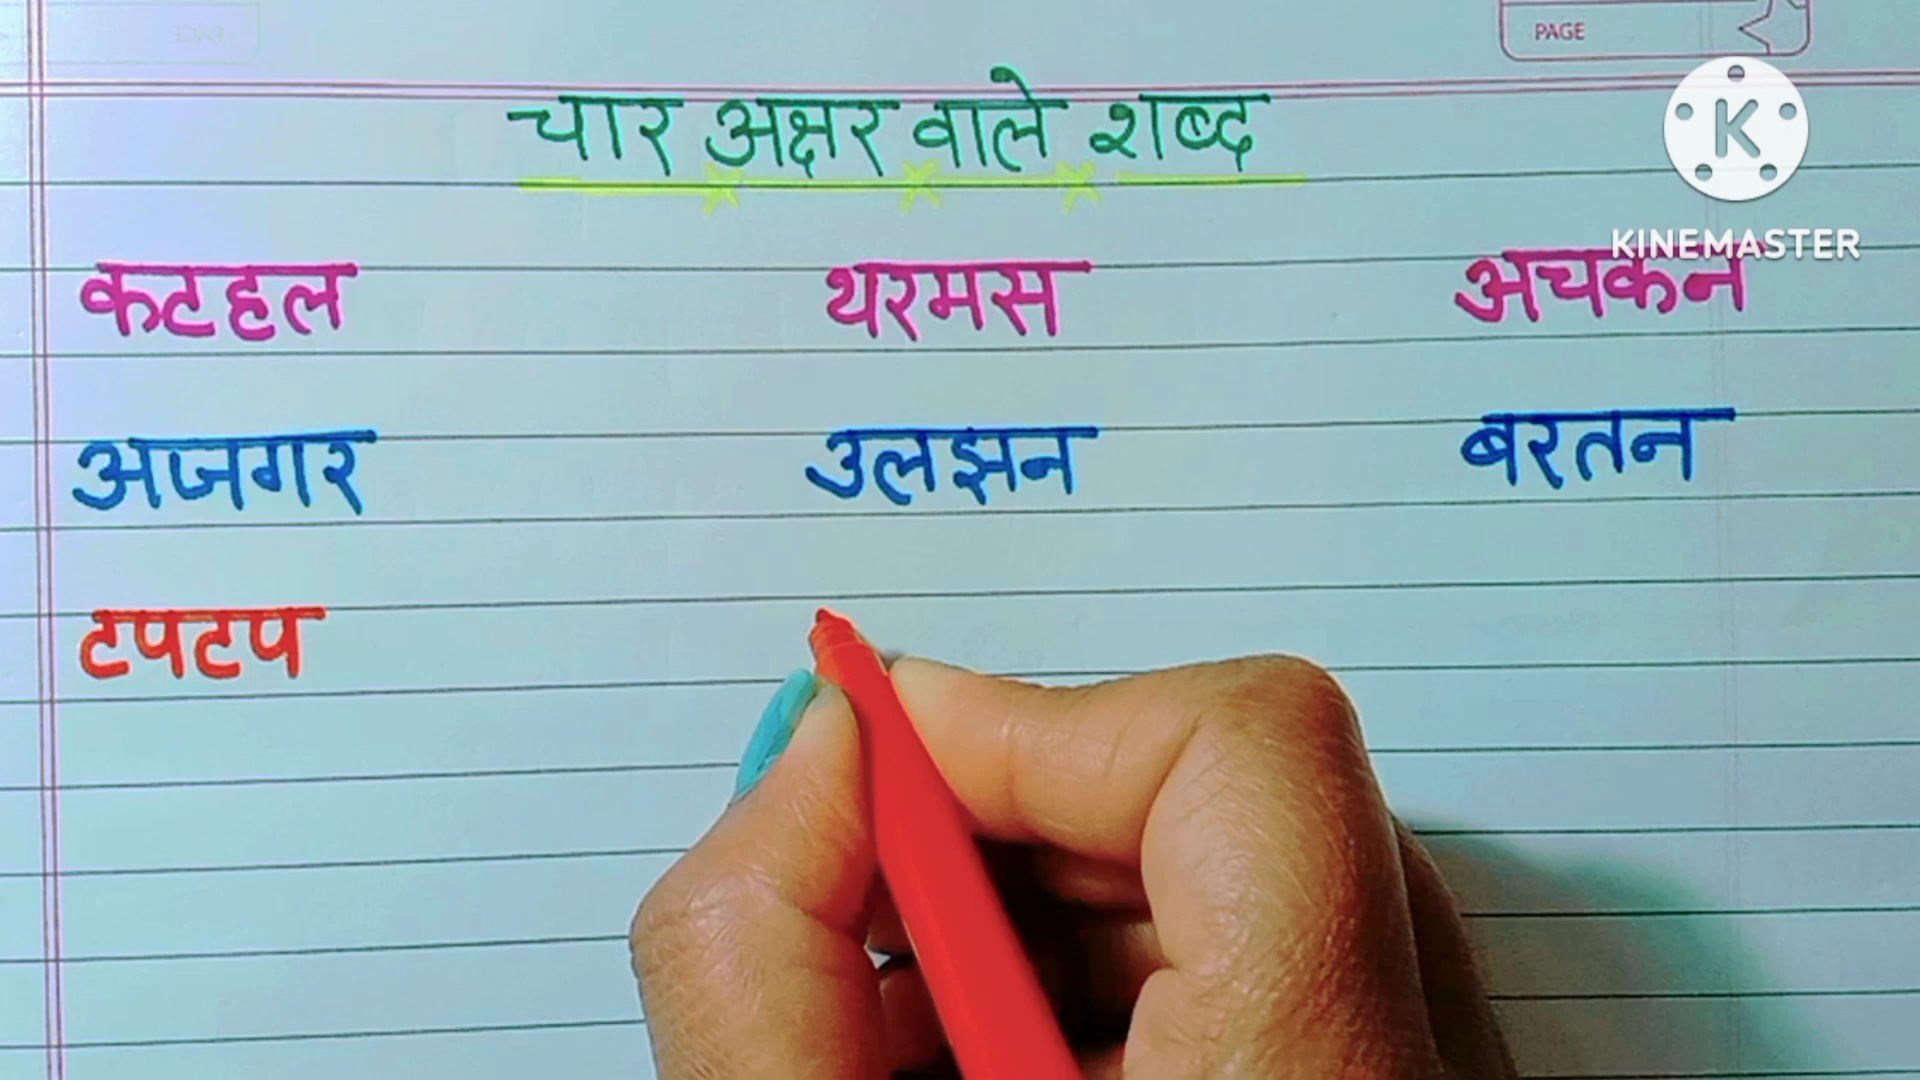 PAGE
चार अक्षर वाले शब्द
K
KINEMASTER
कटहल थरमस अचकन
अजगर उलझन बरतन
टपटप